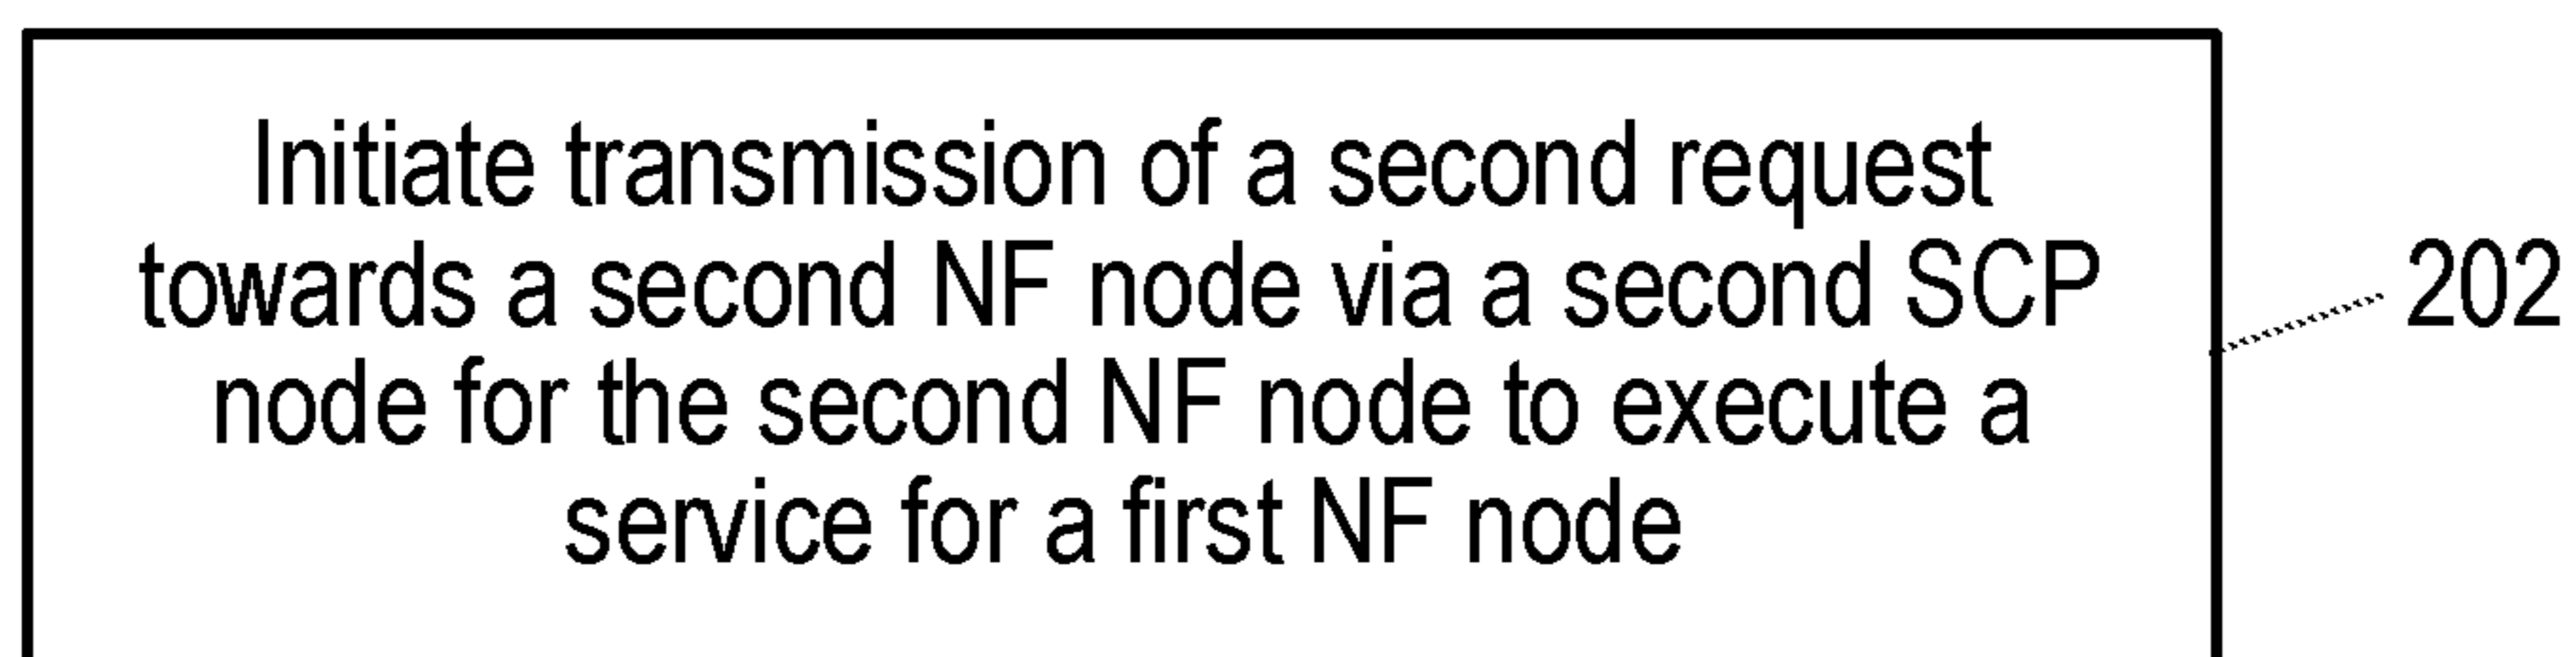 Initiate transmission of a second request
towards a second NF node via a second SCP
node for the second NF node to execute a
service for a first NF node
202